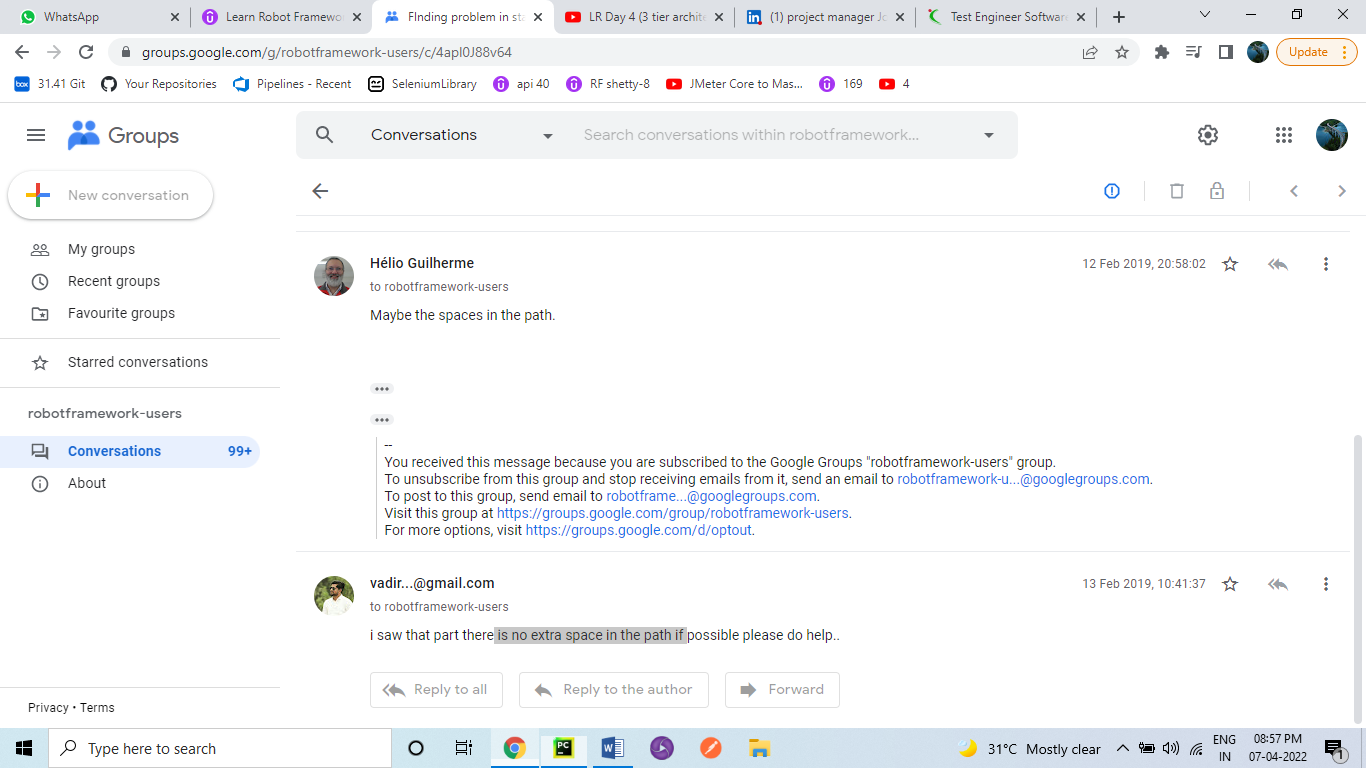 WhatsApp
Learn Robot Framewo
FInding problem in sta
LR Day 4 (3 tier archite
(1) project manager Jo
Test Engineer Software
groups.google.com/g/robotframework-users/c/4apI0J88v64
Update
box 31.41 Git
Your Repositories
Pipelines - Recent
SeleniumLibrary
api 40
RF shetty-8
JMeter Core to Mas...
169
4
Groups
Conversations
Search conversations within robotframework...
New conversation
My groups
Recent groups
Favourite groups
Starred conversations
robotframework-users
Conversations 99+
About
Privacy • Terms
Hélio Guilherme
12 Feb 2019, 20:58:02
to robotframework-users
Maybe the spaces in the path.
--
You received this message because you are subscribed to the Google Groups "robotframework-users" group.
To unsubscribe from this group and stop receiving emails from it, send an email to robotframework-u...@googlegroups.com.
To post to this group, send email to robotframe...@googlegroups.com.
Visit this group at https://groups.google.com/group/robotframework-users.
For more options, visit https://groups.google.com/d/optout.
vadir...@gmail.com
13 Feb 2019, 10:41:37
to robotframework-users
i saw that part there is no extra space in the path if possible please do help..
Reply to all
Reply to the author
Forward
Type here to search
PC
W
31°C Mostly clear
ENG
IN
08:57 PM
07-04-2022
1